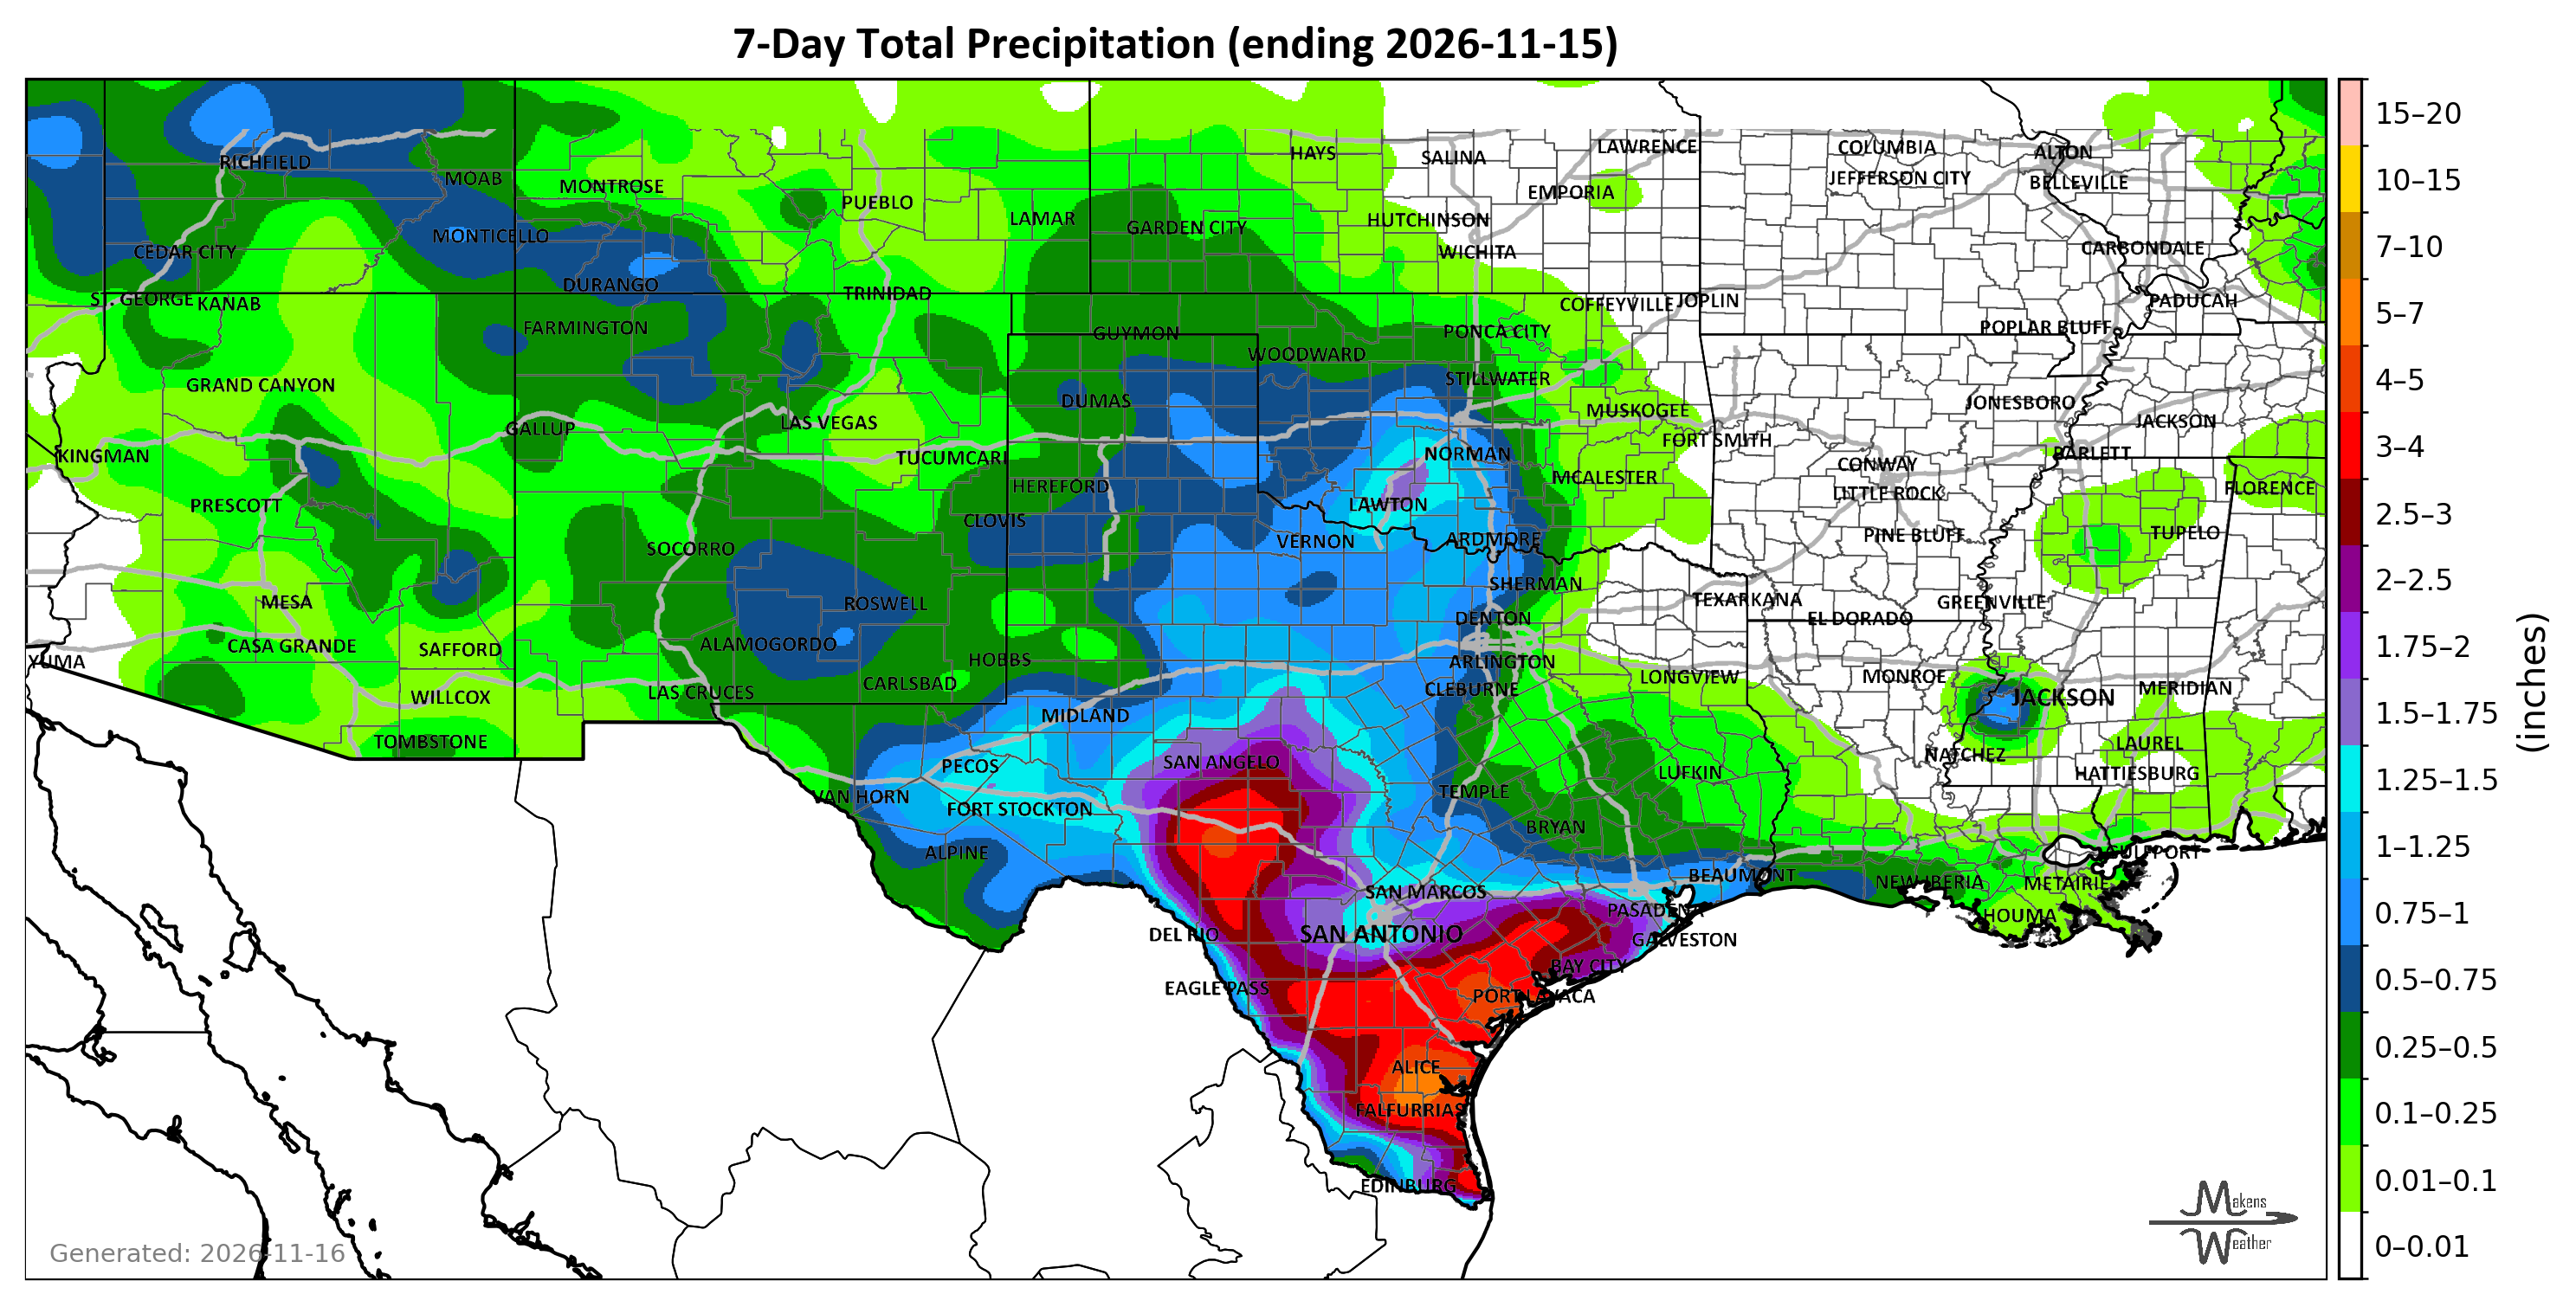 7-Day Total Precipitation (ending 2026-11-15)
RICHFIELD
MOAB
MONTROSE
PUEBLO
LAMAR
HAYS
SALINA
LAWRENCE
COLUMBIA
ALTON
JEFFERSON CITY
BELLEVILLE
EMPORIA
GARDEN CITY
HUTCHINSON
WICHITA
MONTICELLO
CEDAR CITY
CARBONDALE
DURANGO
TRINIDAD
ST. GEORGE
KANAB
COFFEYVILLE
JOPLIN
PADUCAH
FARMINGTON
GUYMON
PONCA CITY
POPLAR BLUFF
WOODWARD
GRAND CANYON
STILLWATER
DUMAS
MUSKOGEE
JONESBORO
JACKSON
GALLUP
LAS VEGAS
FORT SMITH
KINGMAN
TUCUMCARI
NORMAN
BARLETT
CONWAY
HEREFORD
MCALESTER
LITTLE ROCK
FLORENCE
PRESCOTT
LAWTON
CLOVIS
PINE BLUFF
TUPELO
SOCORRO
VERNON
ARDMORE
SHERMAN
MESA
ROSWELL
TEXARKANA
GREENVILLE
DENTON
EL DORADO
CASA GRANDE
SAFFORD
ALAMOGORDO
HOBBS
ARLINGTON
YUMA
LONGVIEW
MONROE
WILLCOX
LAS CRUCES
CARLSBAD
CLEBURNE
JACKSON
MERIDIAN
MIDLAND
TOMBSTONE
LAUREL
NATCHEZ
PECOS
SAN ANGELO
LUFKIN
HATTIESBURG
VAN HORN
FORT STOCKTON
TEMPLE
BRYAN
ALPINE
GULFPORT
BEAUMONT
NEW IBERIA
METAIRIE
SAN MARCOS
PASADENA
HOUMA
DEL RIO
SAN ANTONIO
GALVESTON
BAY CITY
EAGLE PASS
PORT LAVACA
ALICE
FALFURRIAS
EDINBURG
Generated: 2026-11-16
Makens
Weather
15–20
10–15
7–10
5–7
4–5
3–4
2.5–3
2–2.5
1.75–2
1.5–1.75
1.25–1.5
1–1.25
0.75–1
0.5–0.75
0.25–0.5
0.1–0.25
0.01–0.1
0–0.01
(inches)